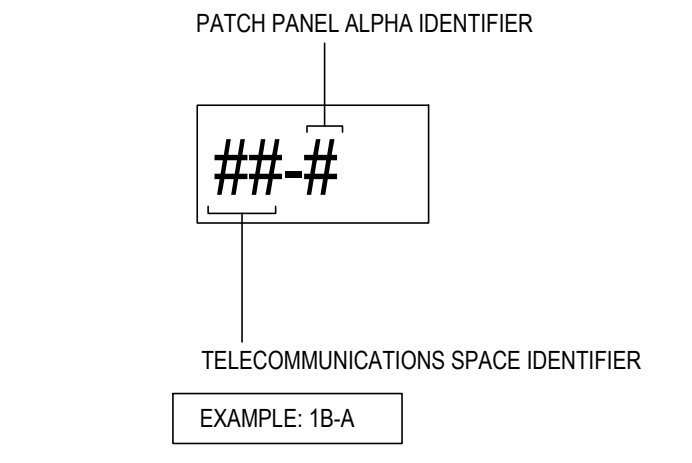 PATCH PANEL ALPHA IDENTIFIER
##-#
TELECOMMUNICATIONS SPACE IDENTIFIER
EXAMPLE: 1B-A